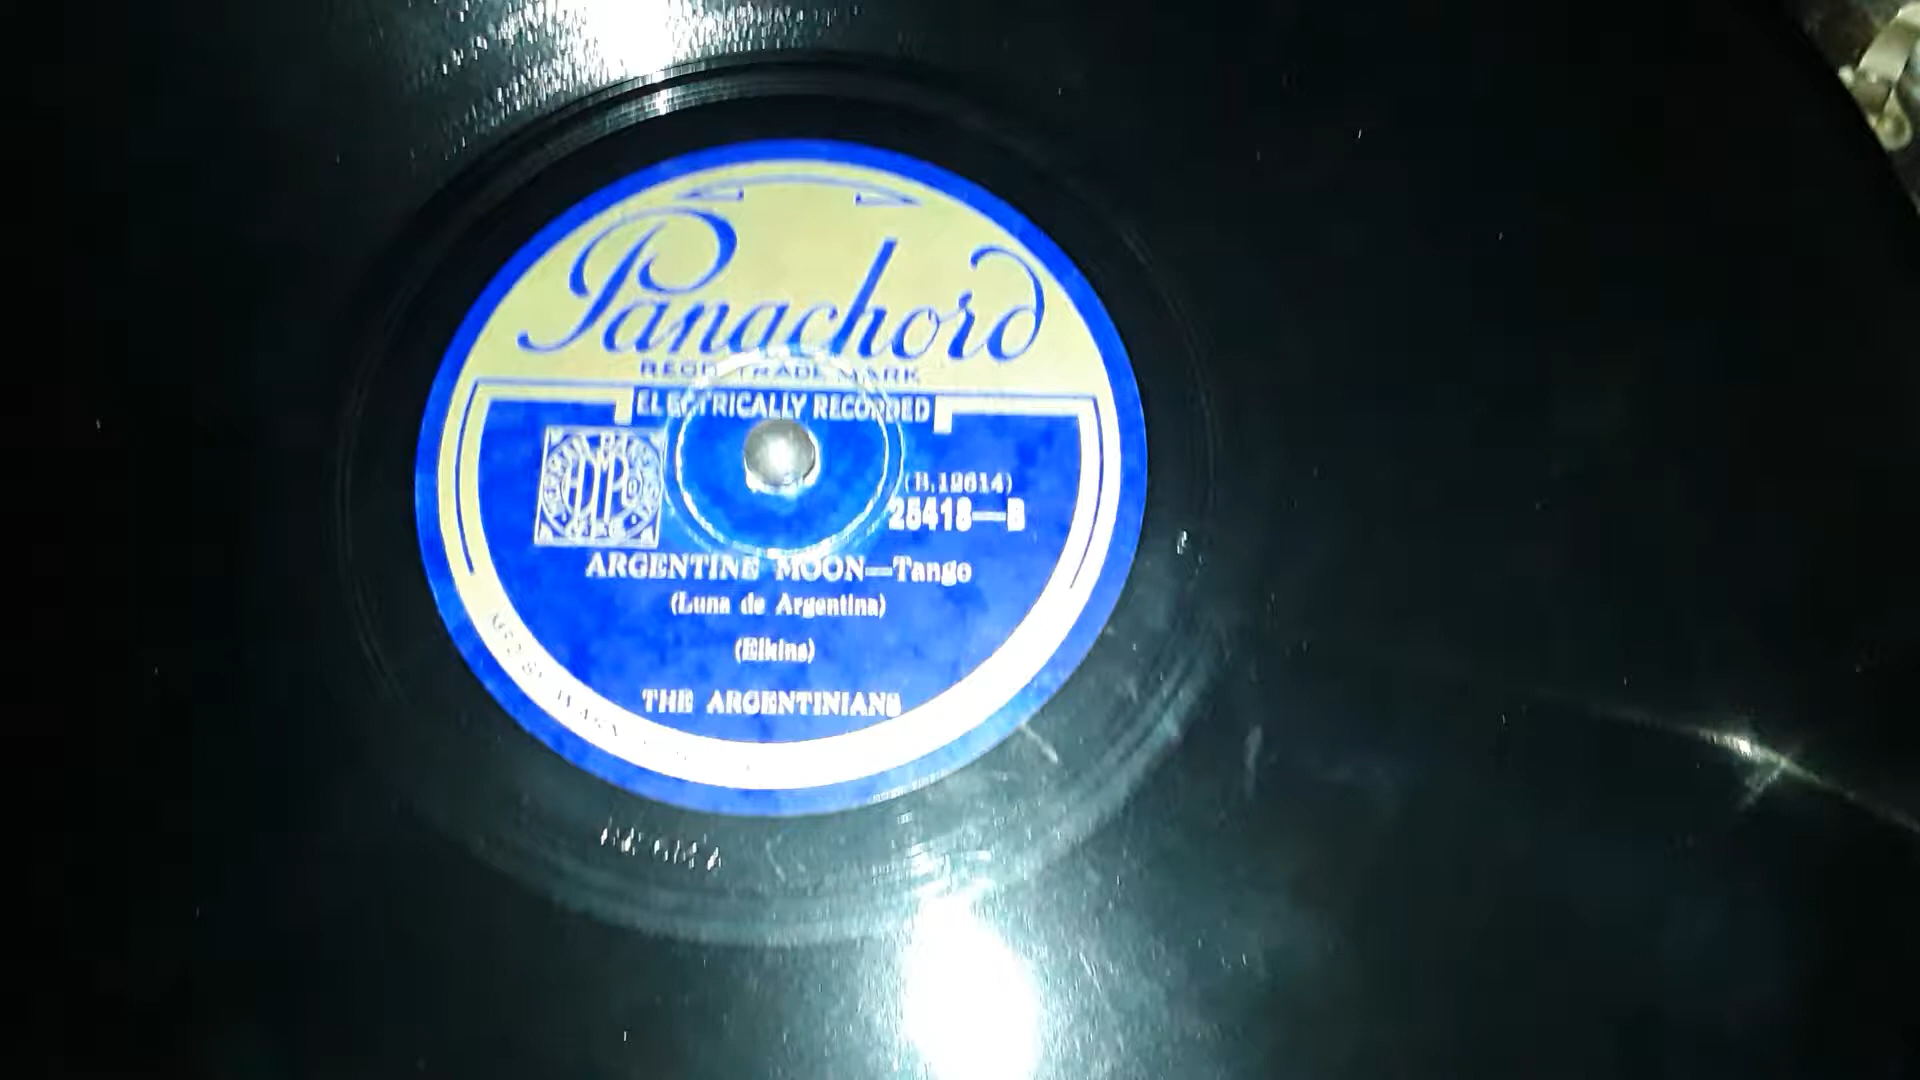 Panachord
REGD. TRADE MARK
ELECTRICALLY RECORDED
(B.12614)
25418—B
ARGENTINE MOON—Tango
(Luna de Argentina)
(Elkins)
THE ARGENTINIANS